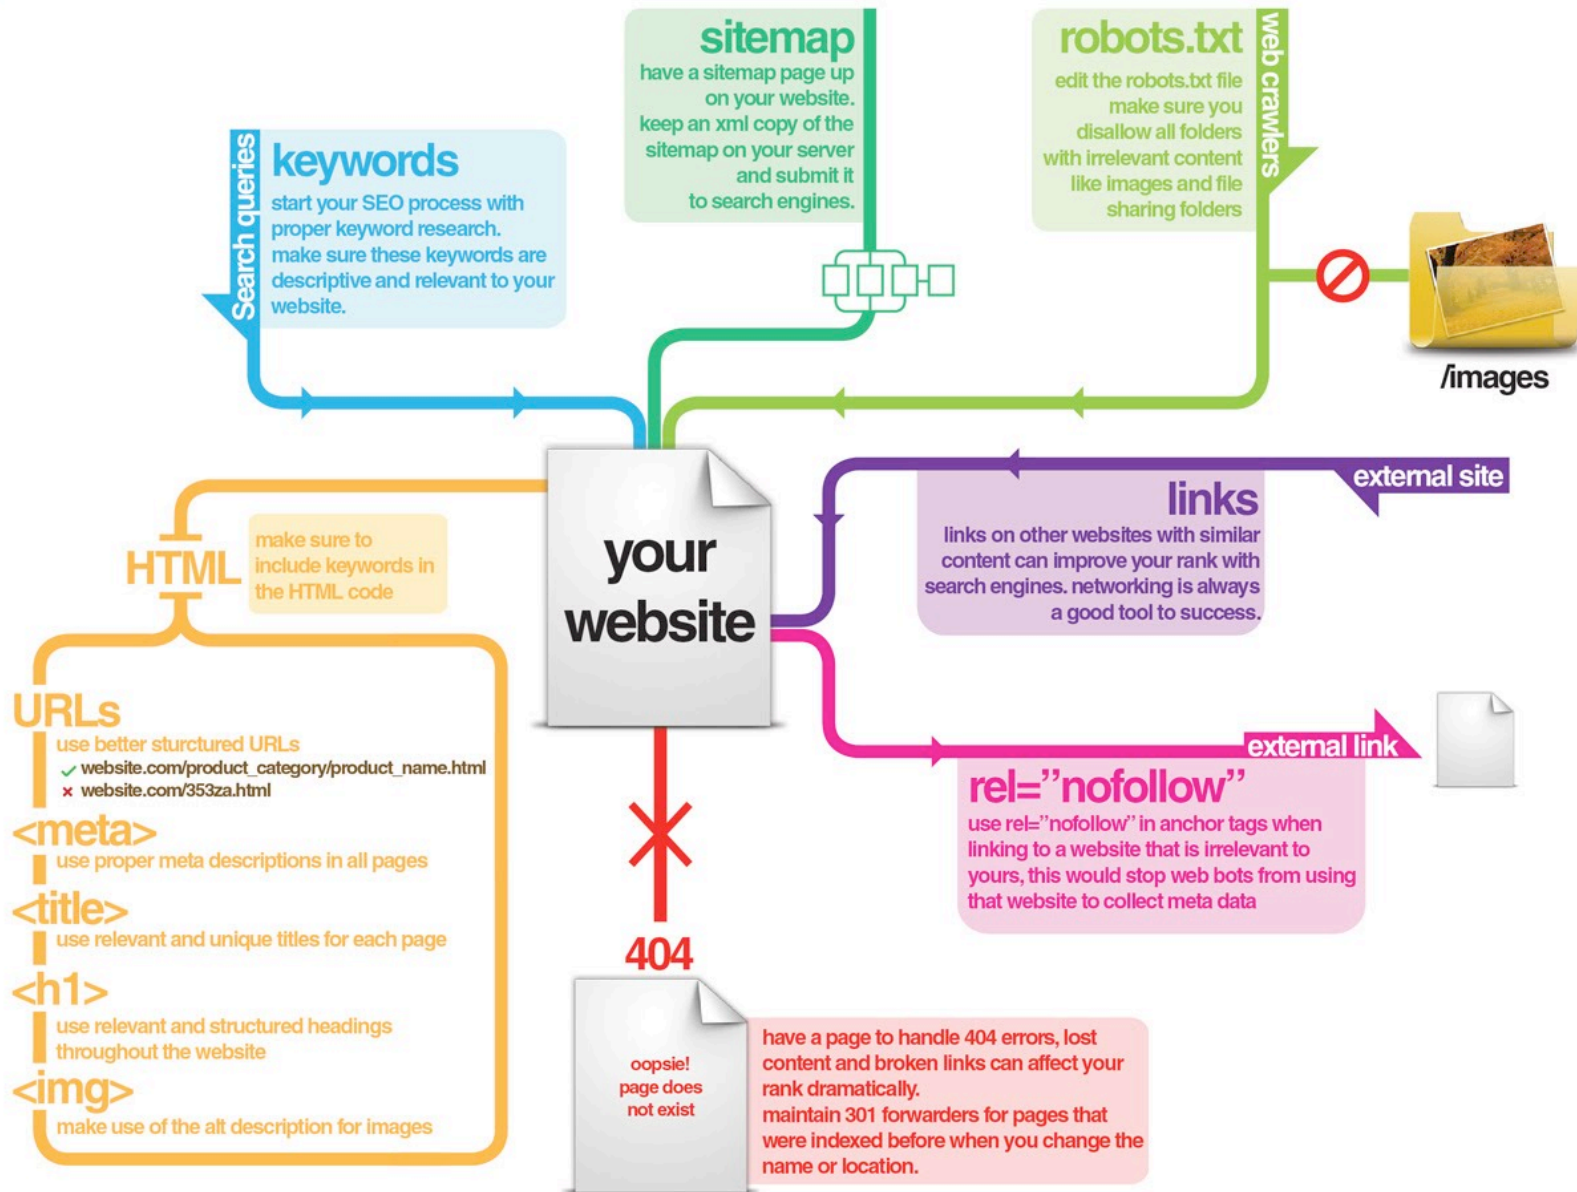 sitemap
have a sitemap page up
on your website.
keep an xml copy of the
sitemap on your server
and submit it
to search engines.
robots.txt
edit the robots.txt file
make sure you
disallow all folders
with irrelevant content
like images and file
sharing folders
web crawlers
/images
Search queries
keywords
start your SEO process with
proper keyword research.
make sure these keywords are
descriptive and relevant to your
website.
your
website
external site
links
links on other websites with similar
content can improve your rank with
search engines. networking is always
a good tool to success.
HTML
make sure to
include keywords in
the HTML code
URLs
use better sturctured URLs
website.com/product_category/product_name.html
website.com/353za.html
<meta>
use proper meta descriptions in all pages
<title>
use relevant and unique titles for each page
<h1>
use relevant and structured headings
throughout the website
<img>
make use of the alt description for images
external link
rel=”nofollow”
use rel=”nofollow” in anchor tags when
linking to a website that is irrelevant to
yours, this would stop web bots from using
that website to collect meta data
404
oopsie!
page does
not exist
have a page to handle 404 errors, lost
content and broken links can affect your
rank dramatically.
maintain 301 forwarders for pages that
were indexed before when you change the
name or location.